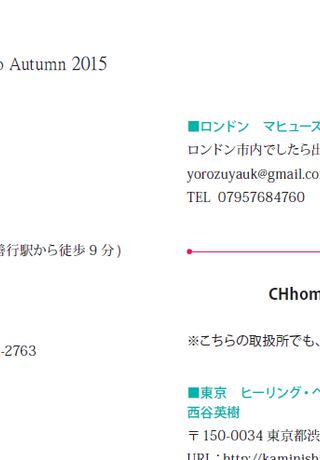 Autumn 2015
善行駅から徒歩 9 分 )
-2763
■ロンドン　マヒューズ
ロンドン市内でしたら出
yorozuyauk@gmail.co
TEL 07957684760
CHhom
※こちらの取扱所でも、
■東京　ヒーリング・ヘ
西谷英樹
〒 150-0034 東京都渋
URL : http://kaminish